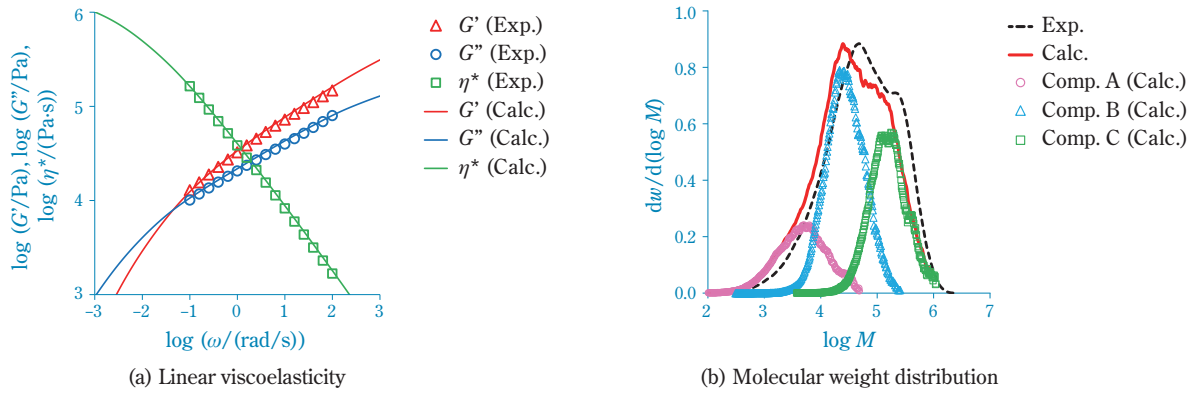 log (G'/Pa), log (G"/Pa),
log (η*/(Pa·s))
6
5
4
3
−3
−2
−1
0
1
2
3
log (ω/(rad/s))
G' (Exp.)
G" (Exp.)
η* (Exp.)
G' (Calc.)
G" (Calc.)
η* (Calc.)
(a) Linear viscoelasticity
dw/d(log M)
1.0
0.8
0.6
0.4
0.2
0.0
2
3
4
5
6
7
log M
Exp.
Calc.
Comp. A (Calc.)
Comp. B (Calc.)
Comp. C (Calc.)
(b) Molecular weight distribution